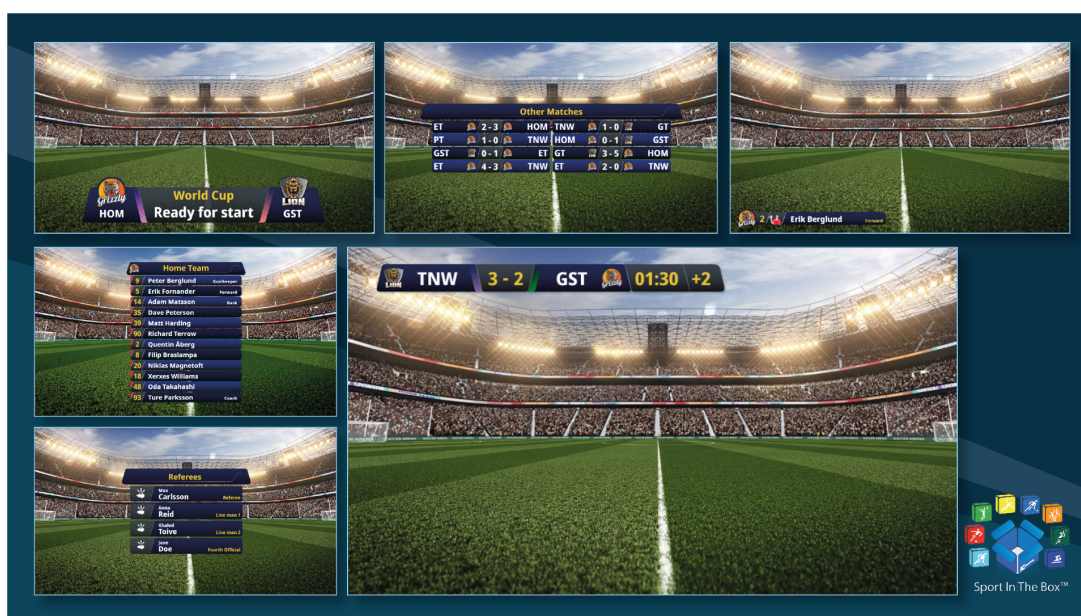 Grizzly
HOM
World Cup
Ready for start
LION
GST
Other Matches
ET 2 - 3 HOM TNW 1 - 0 GT
PT 1 - 0 TNW HOM 0 - 1 GST
GST 0 - 1 ET GT 3 - 5 HOM
ET 4 - 3 TNW ET 2 - 0 TNW
Grizzly 2 Erik Berglund Forward
Home Team
9 Peter Berglund Goalkeeper
5 Erik Fornander Forward
14 Adam Matsson Back
35 Dave Peterson
39 Matt Harding
90 Richard Terrow
2 Quentin Åberg
8 Filip Braslampa
20 Niklas Magnetoft
18 Xerxes Williams
48 Oda Takahashi
93 Ture Parksson Coach
LION TNW 3 - 2 GST Grizzly 01:30 +2
Referees
Max
Carlsson Referee
Anna
Reid Line man 1
Khaled
Toive Line man 2
Jane
Doe Fourth Official
Sport In The Box™